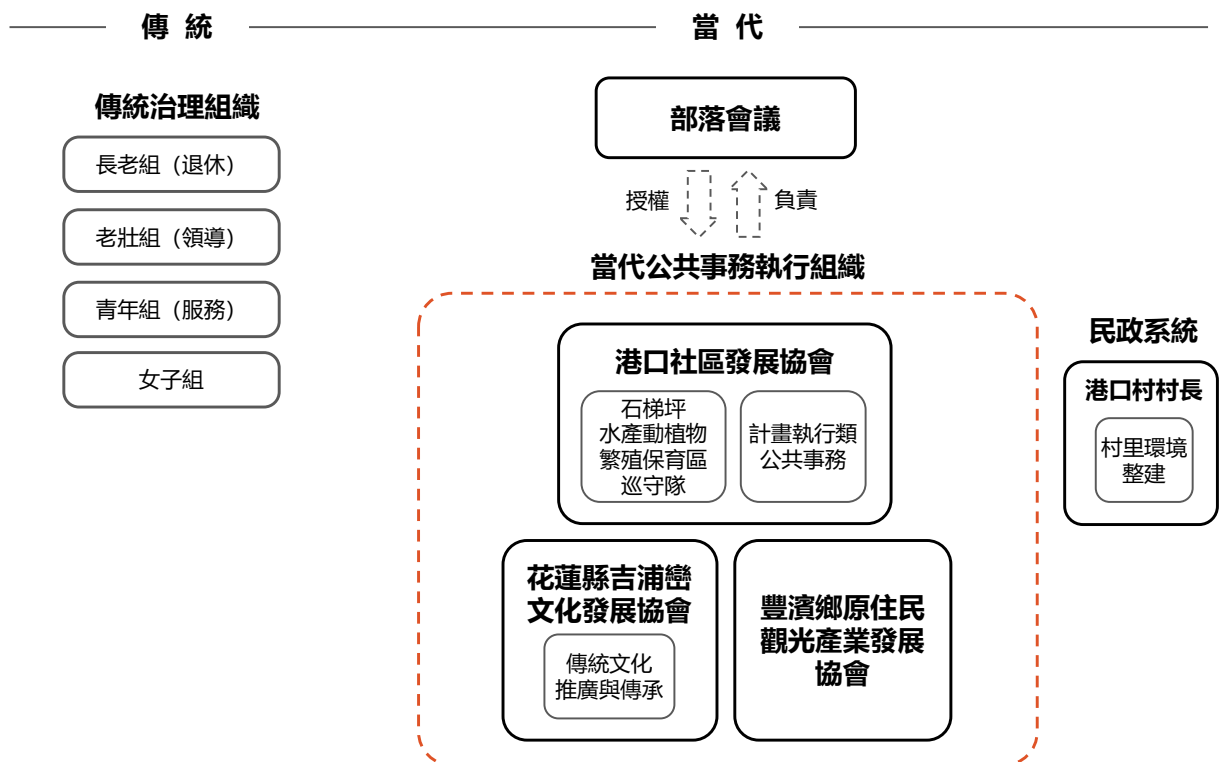 傳統
當代
傳統治理組織
長老組（退休）
老壯組（領導）
青年組（服務）
女子組
部落會議
授權
負責
當代公共事務執行組織
港口社區發展協會
石梯坪
水產動植物
繁殖保育區
巡守隊
計畫執行類
公共事務
花蓮縣吉浦巒
文化發展協會
傳統文化
推廣與傳承
豐濱鄉原住民
觀光產業發展
協會
民政系統
港口村村長
村里環境
整建